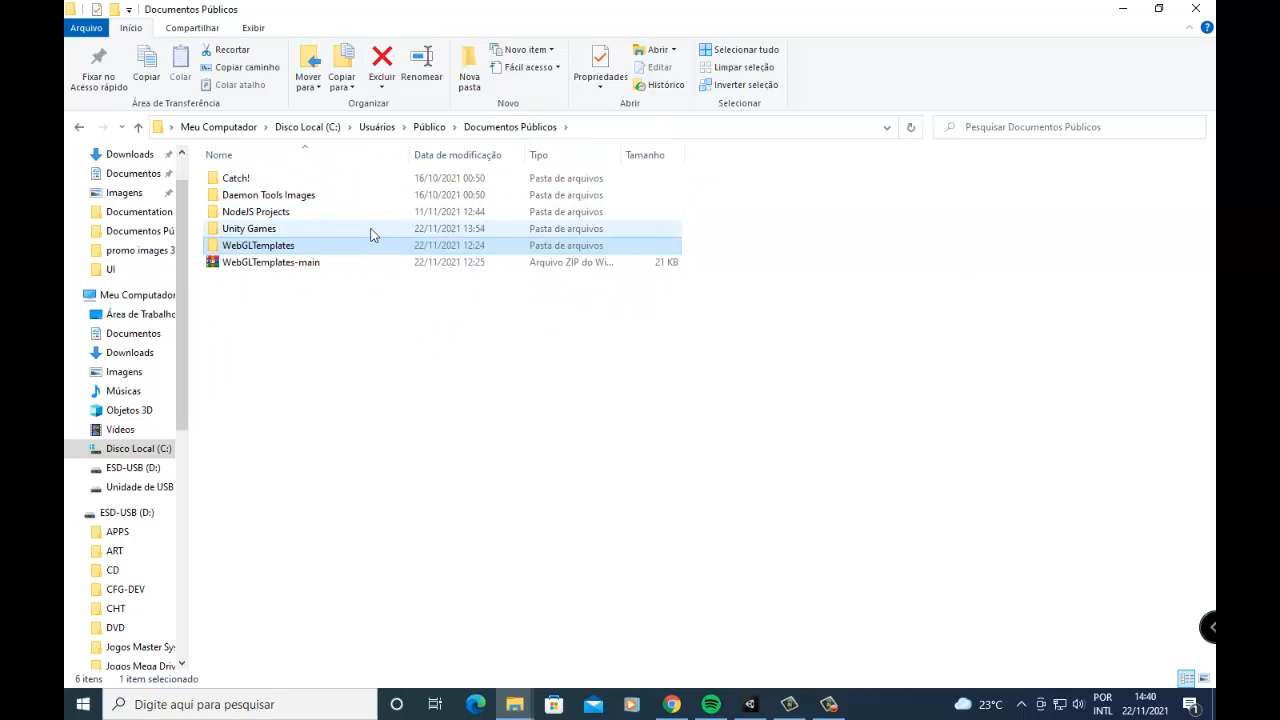 Documentos Públicos
Arquivo Início Compartilhar Exibir
Fixar no Acesso rápido
Copiar
Colar
Recortar
Copiar caminho
Colar atalho
Área de Transferência
Mover para
Copiar para
Excluir
Renomear
Organizar
Nova pasta
Novo item
Fácil acesso
Novo
Propriedades
Abrir
Editar
Histórico
Abrir
Selecionar tudo
Limpar seleção
Inverter seleção
Selecionar
Meu Computador > Disco Local (C:) > Usuários > Público > Documentos Públicos >
Pesquisar Documentos Públicos
Downloads
Documentos
Imagens
Documentation
Documentos Pú
promo images 3
UI
Meu Computador
Área de Trabalho
Documentos
Downloads
Imagens
Músicas
Objetos 3D
Vídeos
Disco Local (C:)
ESD-USB (D:)
Unidade de USB
ESD-USB (D:)
APPS
ART
CD
CFG-DEV
CHT
DVD
Jogos Master Sy
Jogos Mega Driv
Nome Data de modificação Tipo Tamanho
Catch! 16/10/2021 00:50 Pasta de arquivos
Daemon Tools Images 16/10/2021 00:50 Pasta de arquivos
NodeJS Projects 11/11/2021 12:44 Pasta de arquivos
Unity Games 22/11/2021 13:54 Pasta de arquivos
WebGLTemplates 22/11/2021 12:24 Pasta de arquivos
WebGLTemplates-main 22/11/2021 12:25 Arquivo ZIP do Wi... 21 KB
6 itens 1 item selecionado
Digite aqui para pesquisar
23°C
POR
INTL
14:40
22/11/2021
1